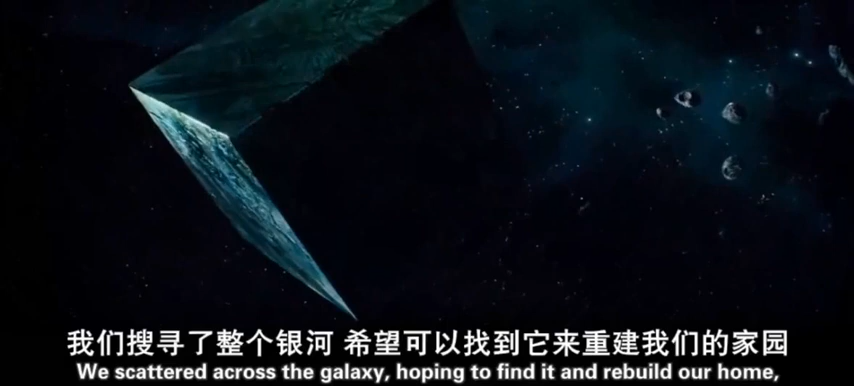 我们搜寻了整个银河 希望可以找到它来重建我们的家园
We scattered across the galaxy, hoping to find it and rebuild our home,